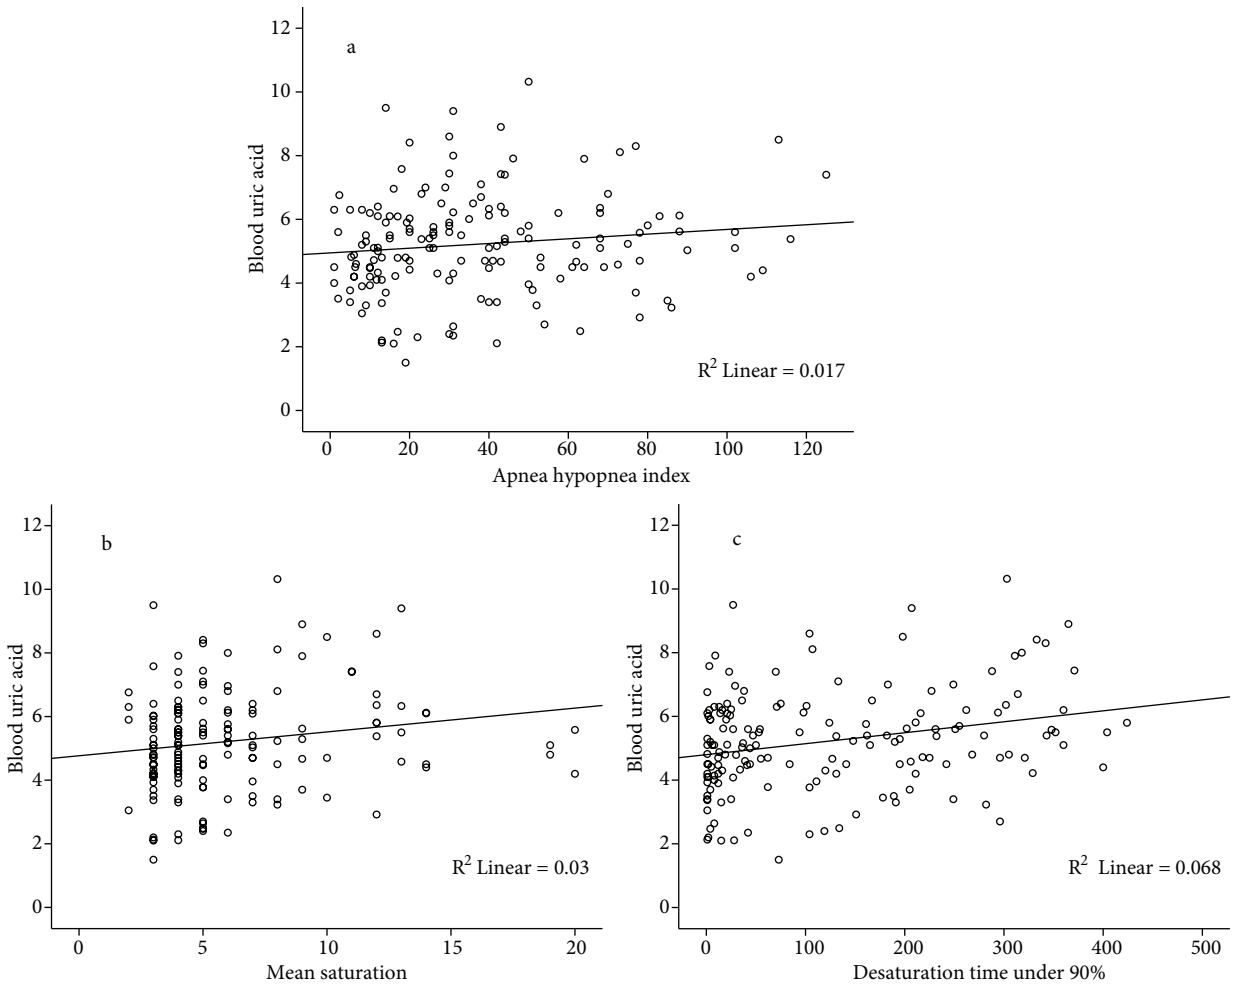 a
12
10
8
6
4
2
0
Blood uric acid
R² Linear = 0.017
0 20 40 60 80 100 120
Apnea hypopnea index
b
12
10
8
6
4
2
0
Blood uric acid
R² Linear = 0.03
0 5 10 15 20
Mean saturation
c
12
10
8
6
4
2
0
Blood uric acid
R² Linear = 0.068
0 100 200 300 400 500
Desaturation time under 90%